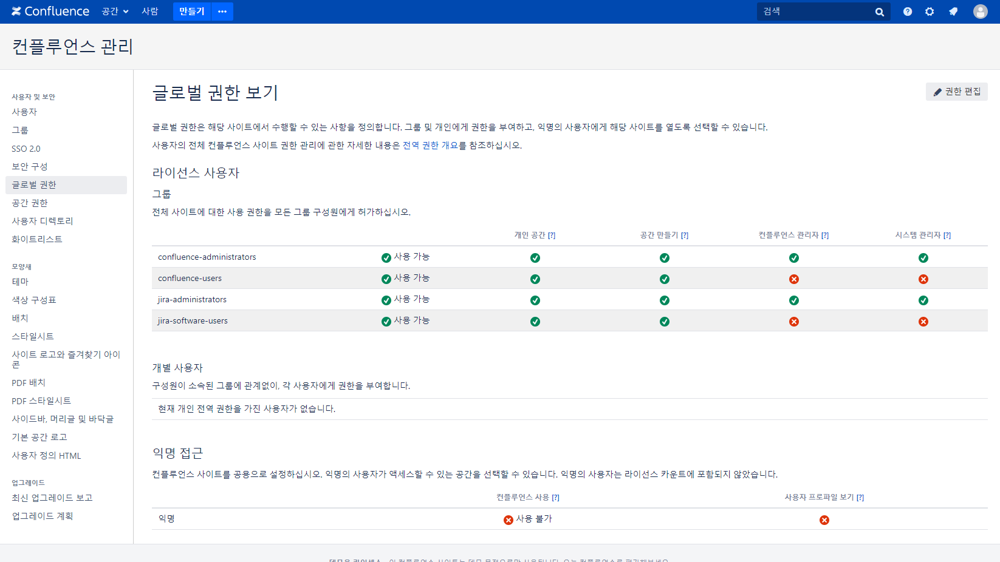 Confluence 공간 사람 만들기 ··· 검색
컨플루언스 관리
사용자 및 보안
사용자
그룹
SSO 2.0
보안 구성
글로벌 권한
공간 권한
사용자 디렉토리
화이트리스트
모양새
테마
색상 구성표
배치
스타일시트
사이트 로고와 즐겨찾기 아이
콘
PDF 배치
PDF 스타일시트
사이드바, 머리글 및 바닥글
기본 공간 로고
사용자 정의 HTML
업그레이드
최신 업그레이드 보고
업그레이드 계획
글로벌 권한 보기
권한 편집
글로벌 권한은 해당 사이트에서 수행할 수 있는 사항을 정의합니다. 그룹 및 개인에게 권한을 부여하고, 익명의 사용자에게 해당 사이트를 열도록 선택할 수 있습니다.
사용자의 전체 컨플루언스 사이트 권한 관리에 관한 자세한 내용은 전역 권한 개요를 참조하십시오.
라이선스 사용자
그룹
전체 사이트에 대한 사용 권한을 모든 그룹 구성원에게 허가하십시오.
개인 공간 [?] 공간 만들기 [?] 컨플루언스 관리자 [?] 시스템 관리자 [?]
confluence-administrators 사용 가능
confluence-users 사용 가능
jira-administrators 사용 가능
jira-software-users 사용 가능
개별 사용자
구성원이 소속된 그룹에 관계없이, 각 사용자에게 권한을 부여합니다.
현재 개인 전역 권한을 가진 사용자가 없습니다.
익명 접근
컨플루언스 사이트를 공용으로 설정하십시오. 익명의 사용자가 액세스할 수 있는 공간을 선택할 수 있습니다. 익명의 사용자는 라이선스 카운트에 포함되지 않았습니다.
컨플루언스 사용 [?] 사용자 프로파일 보기 [?]
익명 사용 불가